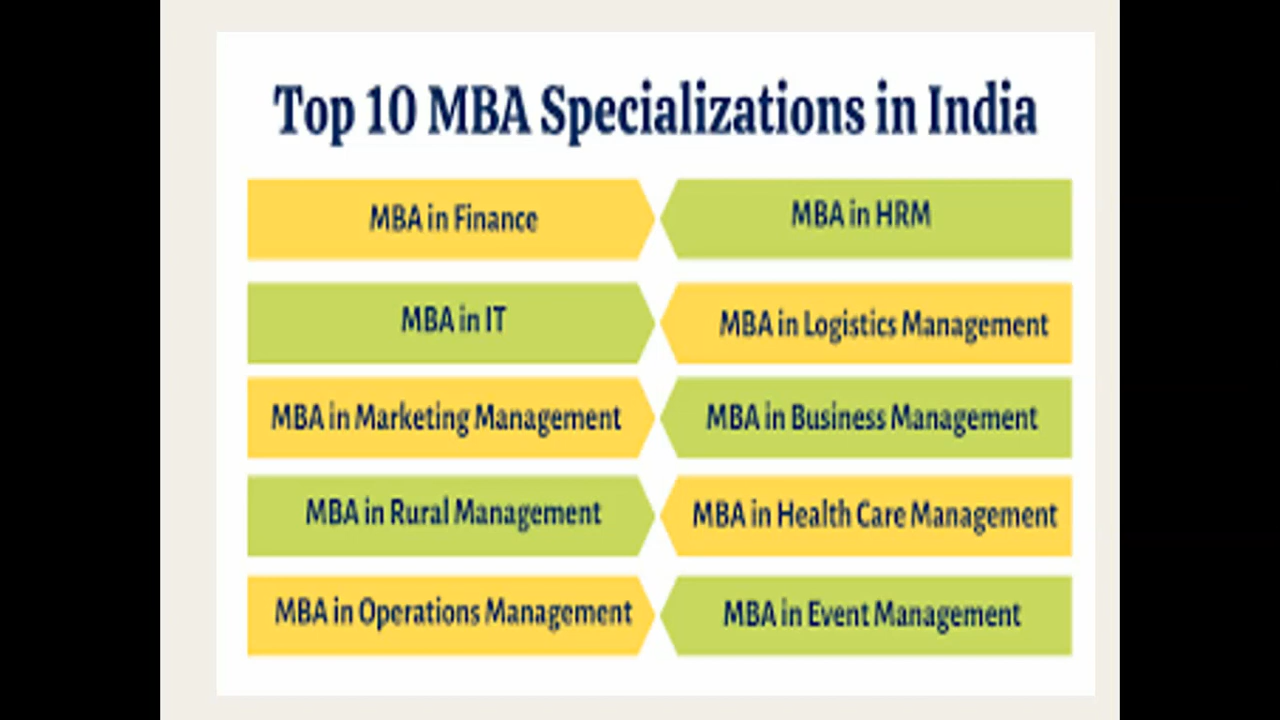 Top 10 MBA Specializations in India
MBA in Finance
MBA in HRM
MBA in IT
MBA in Logistics Management
MBA in Marketing Management
MBA in Business Management
MBA in Rural Management
MBA in Health Care Management
MBA in Operations Management
MBA in Event Management